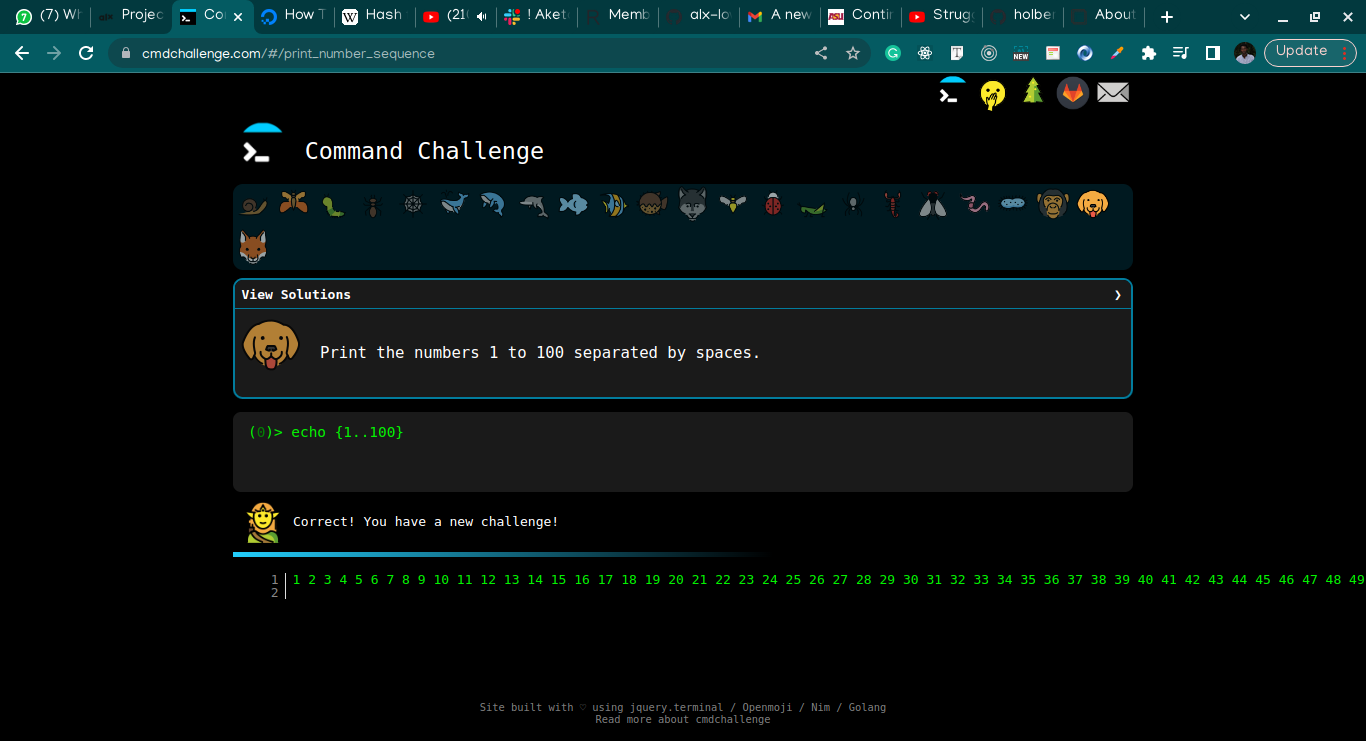 (7) Wh
Projec
Co
How T
Hash
(210
! Aket
Memb
alx-lo
A new
Contin
Strug
holber
About
cmdchallenge.com/#/print_number_sequence
NEW
Update
Command Challenge
View Solutions
Print the numbers 1 to 100 separated by spaces.
(0)> echo {1..100}
Correct! You have a new challenge!
1 1 2 3 4 5 6 7 8 9 10 11 12 13 14 15 16 17 18 19 20 21 22 23 24 25 26 27 28 29 30 31 32 33 34 35 36 37 38 39 40 41 42 43 44 45 46 47 48 49
2
Site built with ♡ using jquery.terminal / Openmoji / Nim / Golang
Read more about cmdchallenge